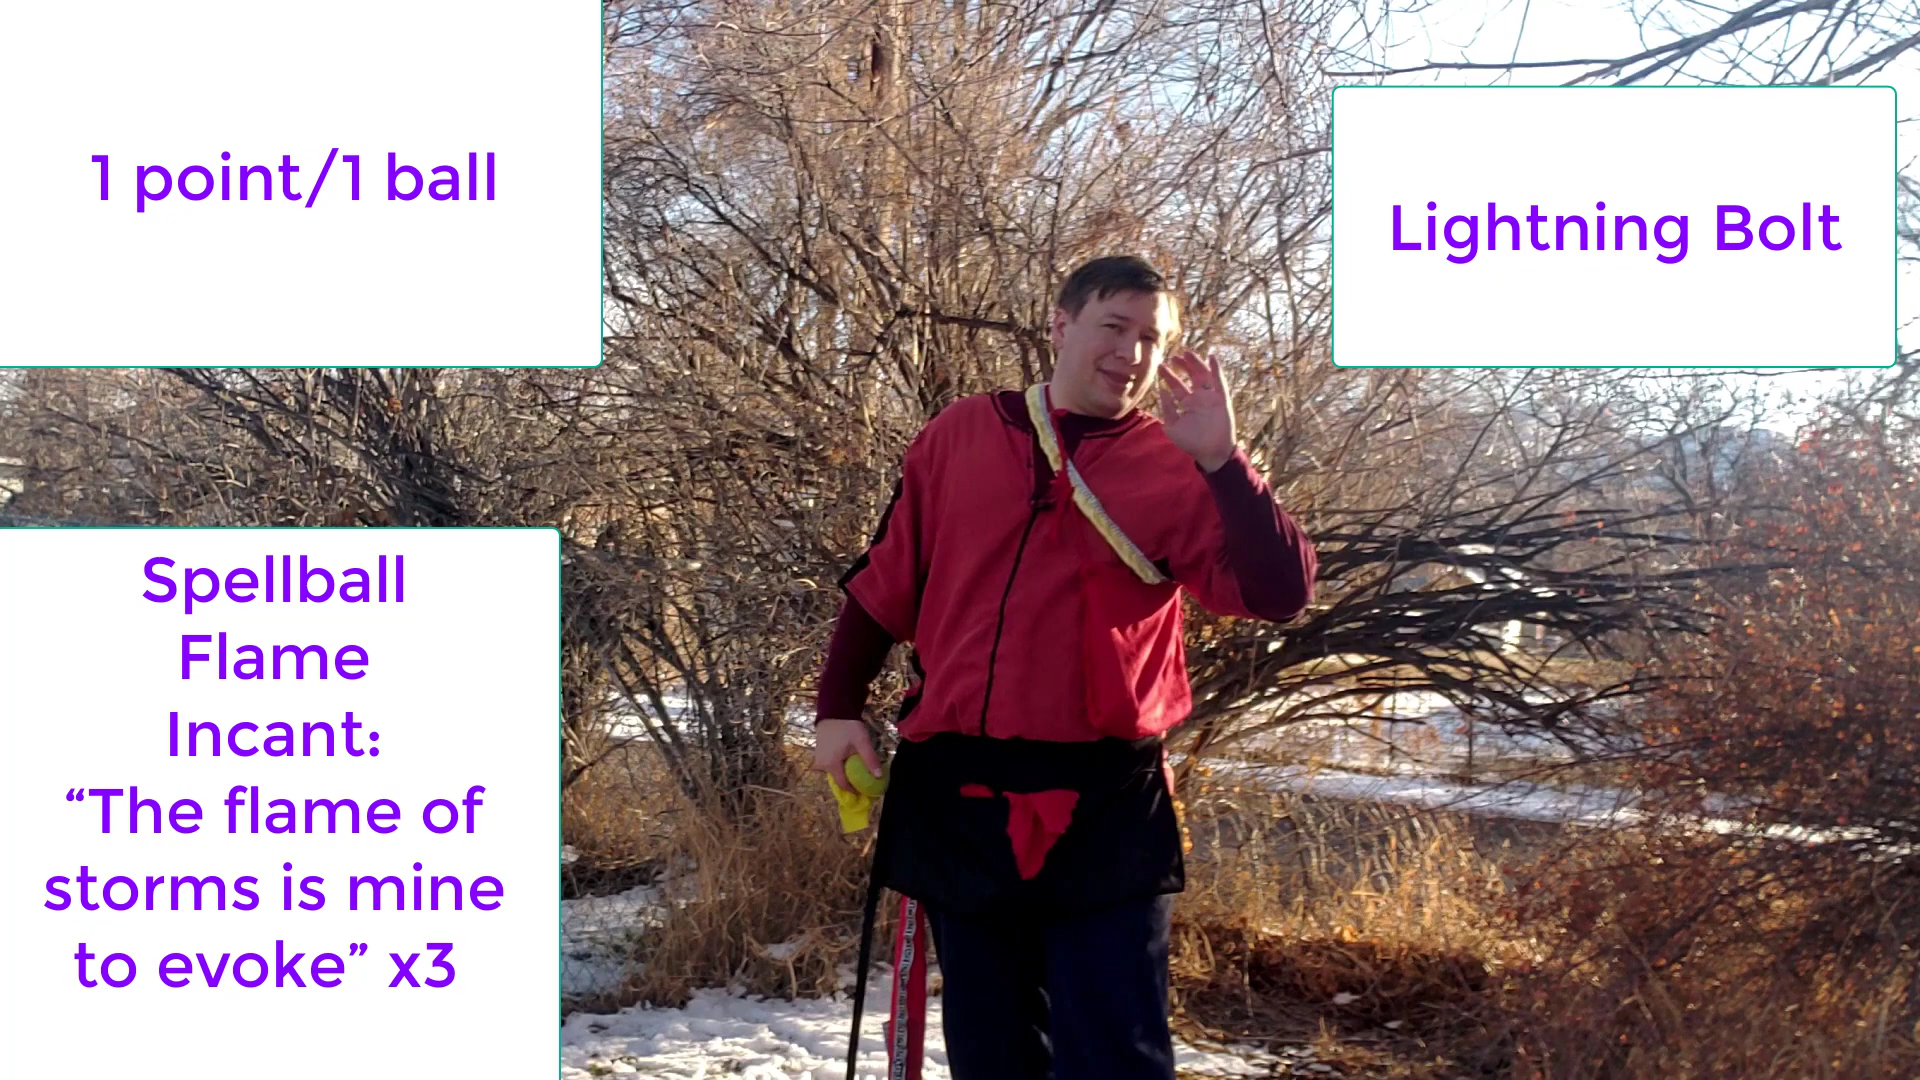 1 point/1 ball
Lightning Bolt
Spellball
Flame
Incant:
“The flame of
storms is mine
to evoke” x3